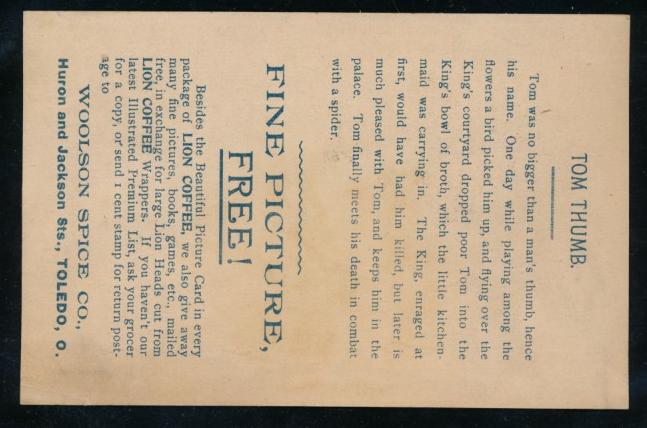 TOM THUMB.
Tom was no bigger than a man's thumb, hence
his name. One day while playing among the
flowers a bird picked him up, and flying over the
King's courtyard dropped poor Tom into the
King's bowl of broth, which the little kitchen-
maid was carrying in. The King, enraged at
first, would have had him killed, but later is
much pleased with Tom, and keeps him in the
palace. Tom finally meets his death in combat
with a spider.
FINE PICTURE,
FREE!
Besides the Beautiful Picture Card in every
package of LION COFFEE, we also give away
many fine pictures, books, games, etc., mailed
free, in exchange for large Lion Heads cut from
LION COFFEE Wrappers. If you haven't our
latest Illustrated Premium List, ask your grocer
for a copy, or send 1 cent stamp for return post-
age to
WOOLSON SPICE CO.,
Huron and Jackson Sts., TOLEDO, O.